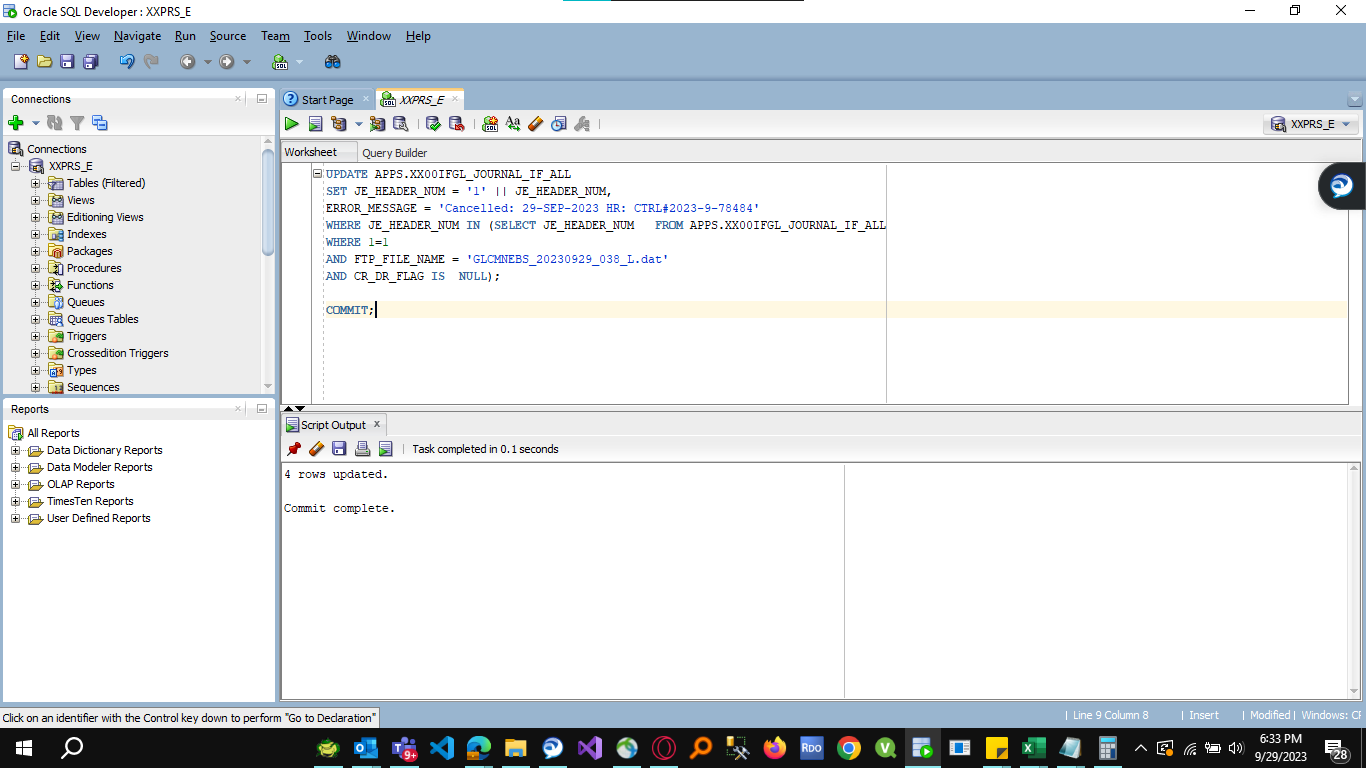 Oracle SQL Developer : XXPRS_E
File Edit View Navigate Run Source Team Tools Window Help
Connections
Connections
XXPRS_E
Tables (Filtered)
Views
Editioning Views
Indexes
Packages
Procedures
Functions
Queues
Queues Tables
Triggers
Crossedition Triggers
Types
Sequences
Reports
All Reports
Data Dictionary Reports
Data Modeler Reports
OLAP Reports
TimesTen Reports
User Defined Reports
Start Page
XXPRS_E
XXPRS_E
Worksheet Query Builder
UPDATE APPS.XX00IFGL_JOURNAL_IF_ALL
SET JE_HEADER_NUM = '1' || JE_HEADER_NUM,
ERROR_MESSAGE = 'Cancelled: 29-SEP-2023 HR: CTRL#2023-9-78484'
WHERE JE_HEADER_NUM IN (SELECT JE_HEADER_NUM   FROM APPS.XX00IFGL_JOURNAL_IF_ALL
WHERE 1=1
AND FTP_FILE_NAME = 'GLCMNEBS_20230929_038_L.dat'
AND CR_DR_FLAG IS  NULL);
COMMIT;
Script Output
Task completed in 0.1 seconds
4 rows updated.
Commit complete.
Click on an identifier with the Control key down to perform "Go to Declaration"
| Line 9 Column 8 | Insert | Modified | Windows: CF
9+
Rdo
6:33 PM
9/29/2023
28